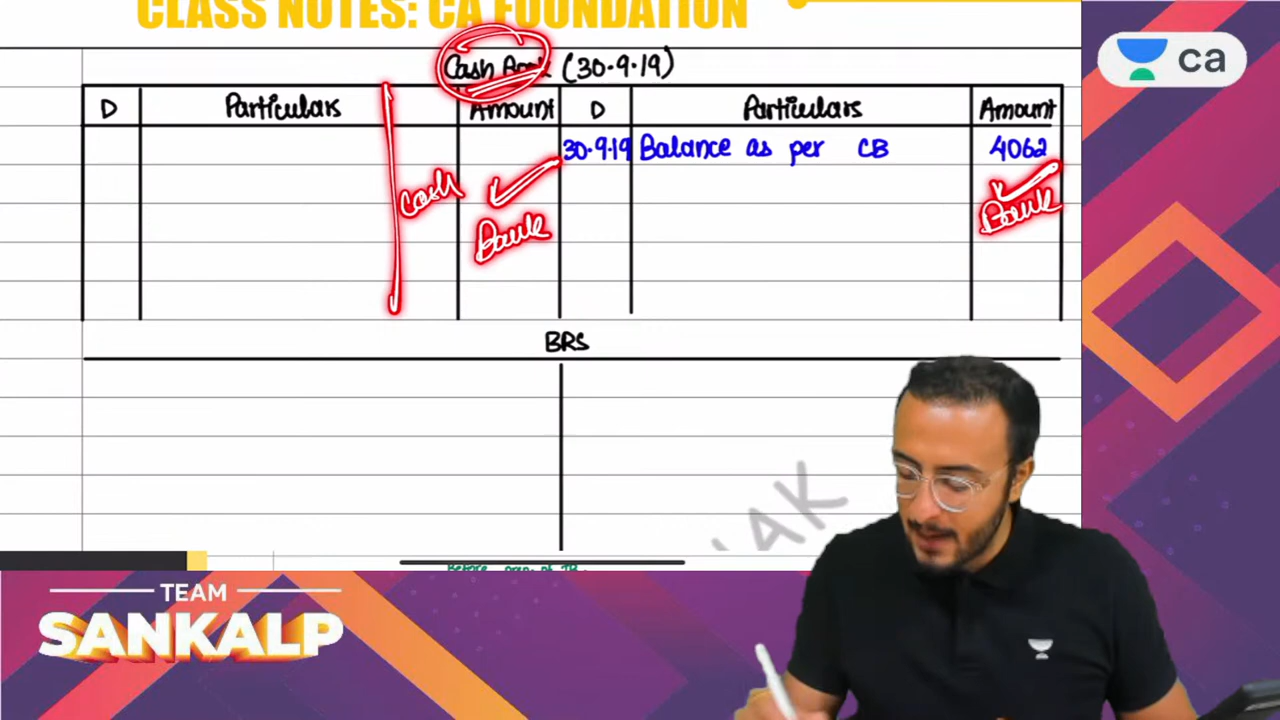 CLASS NOTES: CA FOUNDATION
Cash Book (30·9·19)
ca
D Particulars Amount D Particulars Amount
30·9·19 Balance as per CB 4062
Cash
Bank
Bank
BRS
TEAM
SANKALP